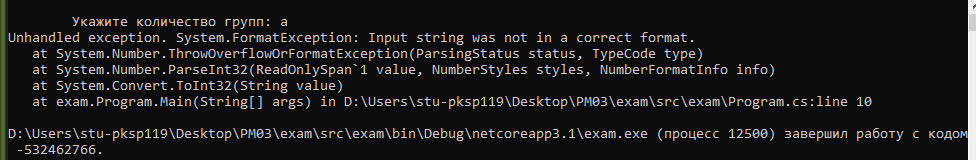 Укажите количество групп: а
Unhandled exception. System.FormatException: Input string was not in a correct format.
at System.Number.ThrowOverflowOrFormatException(ParsingStatus status, TypeCode type)
at System.Number.ParseInt32(ReadOnlySpan`1 value, NumberStyles styles, NumberFormatInfo info)
at System.Convert.ToInt32(String value)
at exam.Program.Main(String[] args) in D:\Users\stu-pksp119\Desktop\PM03\exam\src\exam\Program.cs:line 10
D:\Users\stu-pksp119\Desktop\PM03\exam\src\exam\bin\Debug\netcoreapp3.1\exam.exe (процесс 12500) завершил работу с кодом
-532462766.